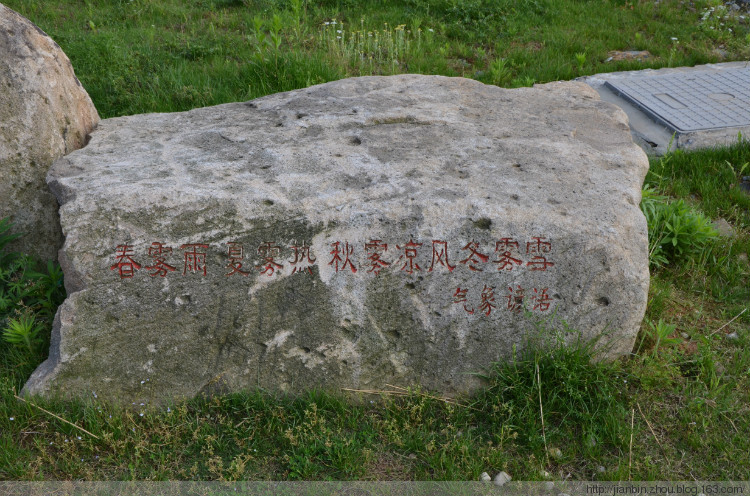 春雾雨 夏雾热 秋雾凉风冬雾雪
气象谚语
http://jianbin.zhou.blog.163.com/